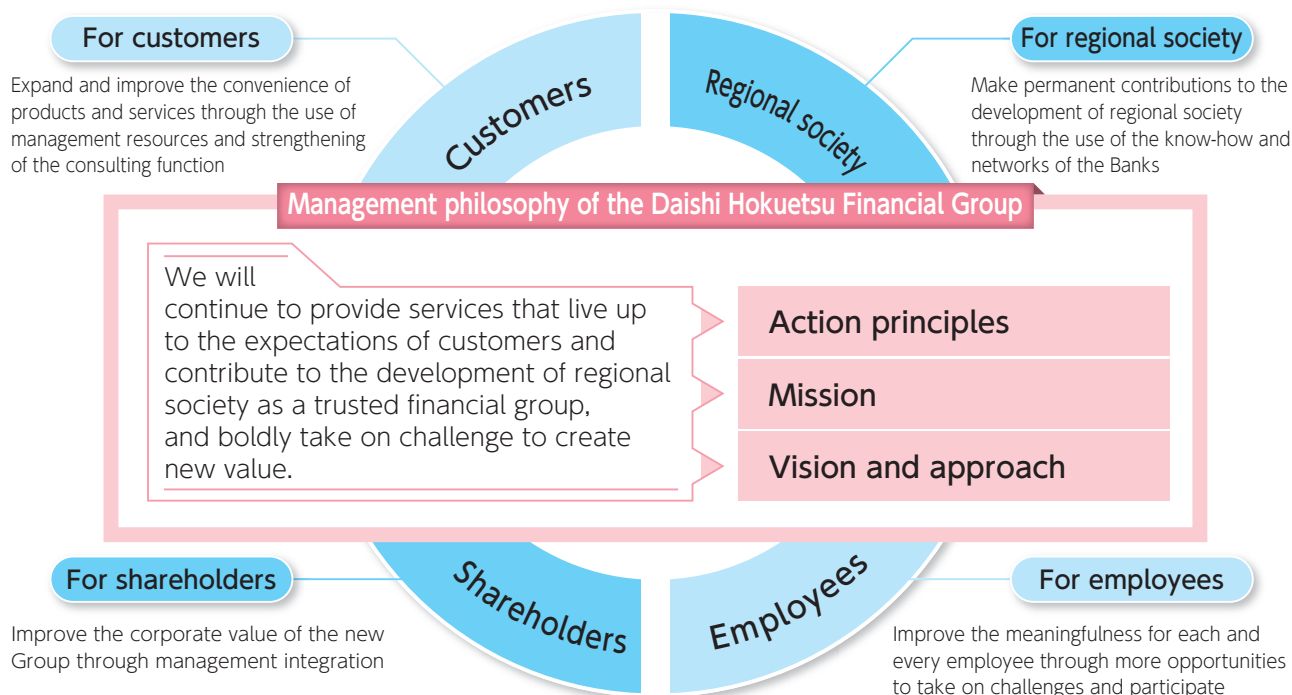 For customers
Expand and improve the convenience of
products and services through the use of
management resources and strengthening
of the consulting function
Customers
Regional society
For regional society
Make permanent contributions to the
development of regional society
through the use of the know-how and
networks of the Banks
Management philosophy of the Daishi Hokuetsu Financial Group
We will
continue to provide services that live up
to the expectations of customers and
contribute to the development of regional
society as a trusted financial group,
and boldly take on challenge to create
new value.
Action principles
Mission
Vision and approach
For shareholders
Improve the corporate value of the new
Group through management integration
Shareholders
Employees
For employees
Improve the meaningfulness for each and
every employee through more opportunities
to take on challenges and participate